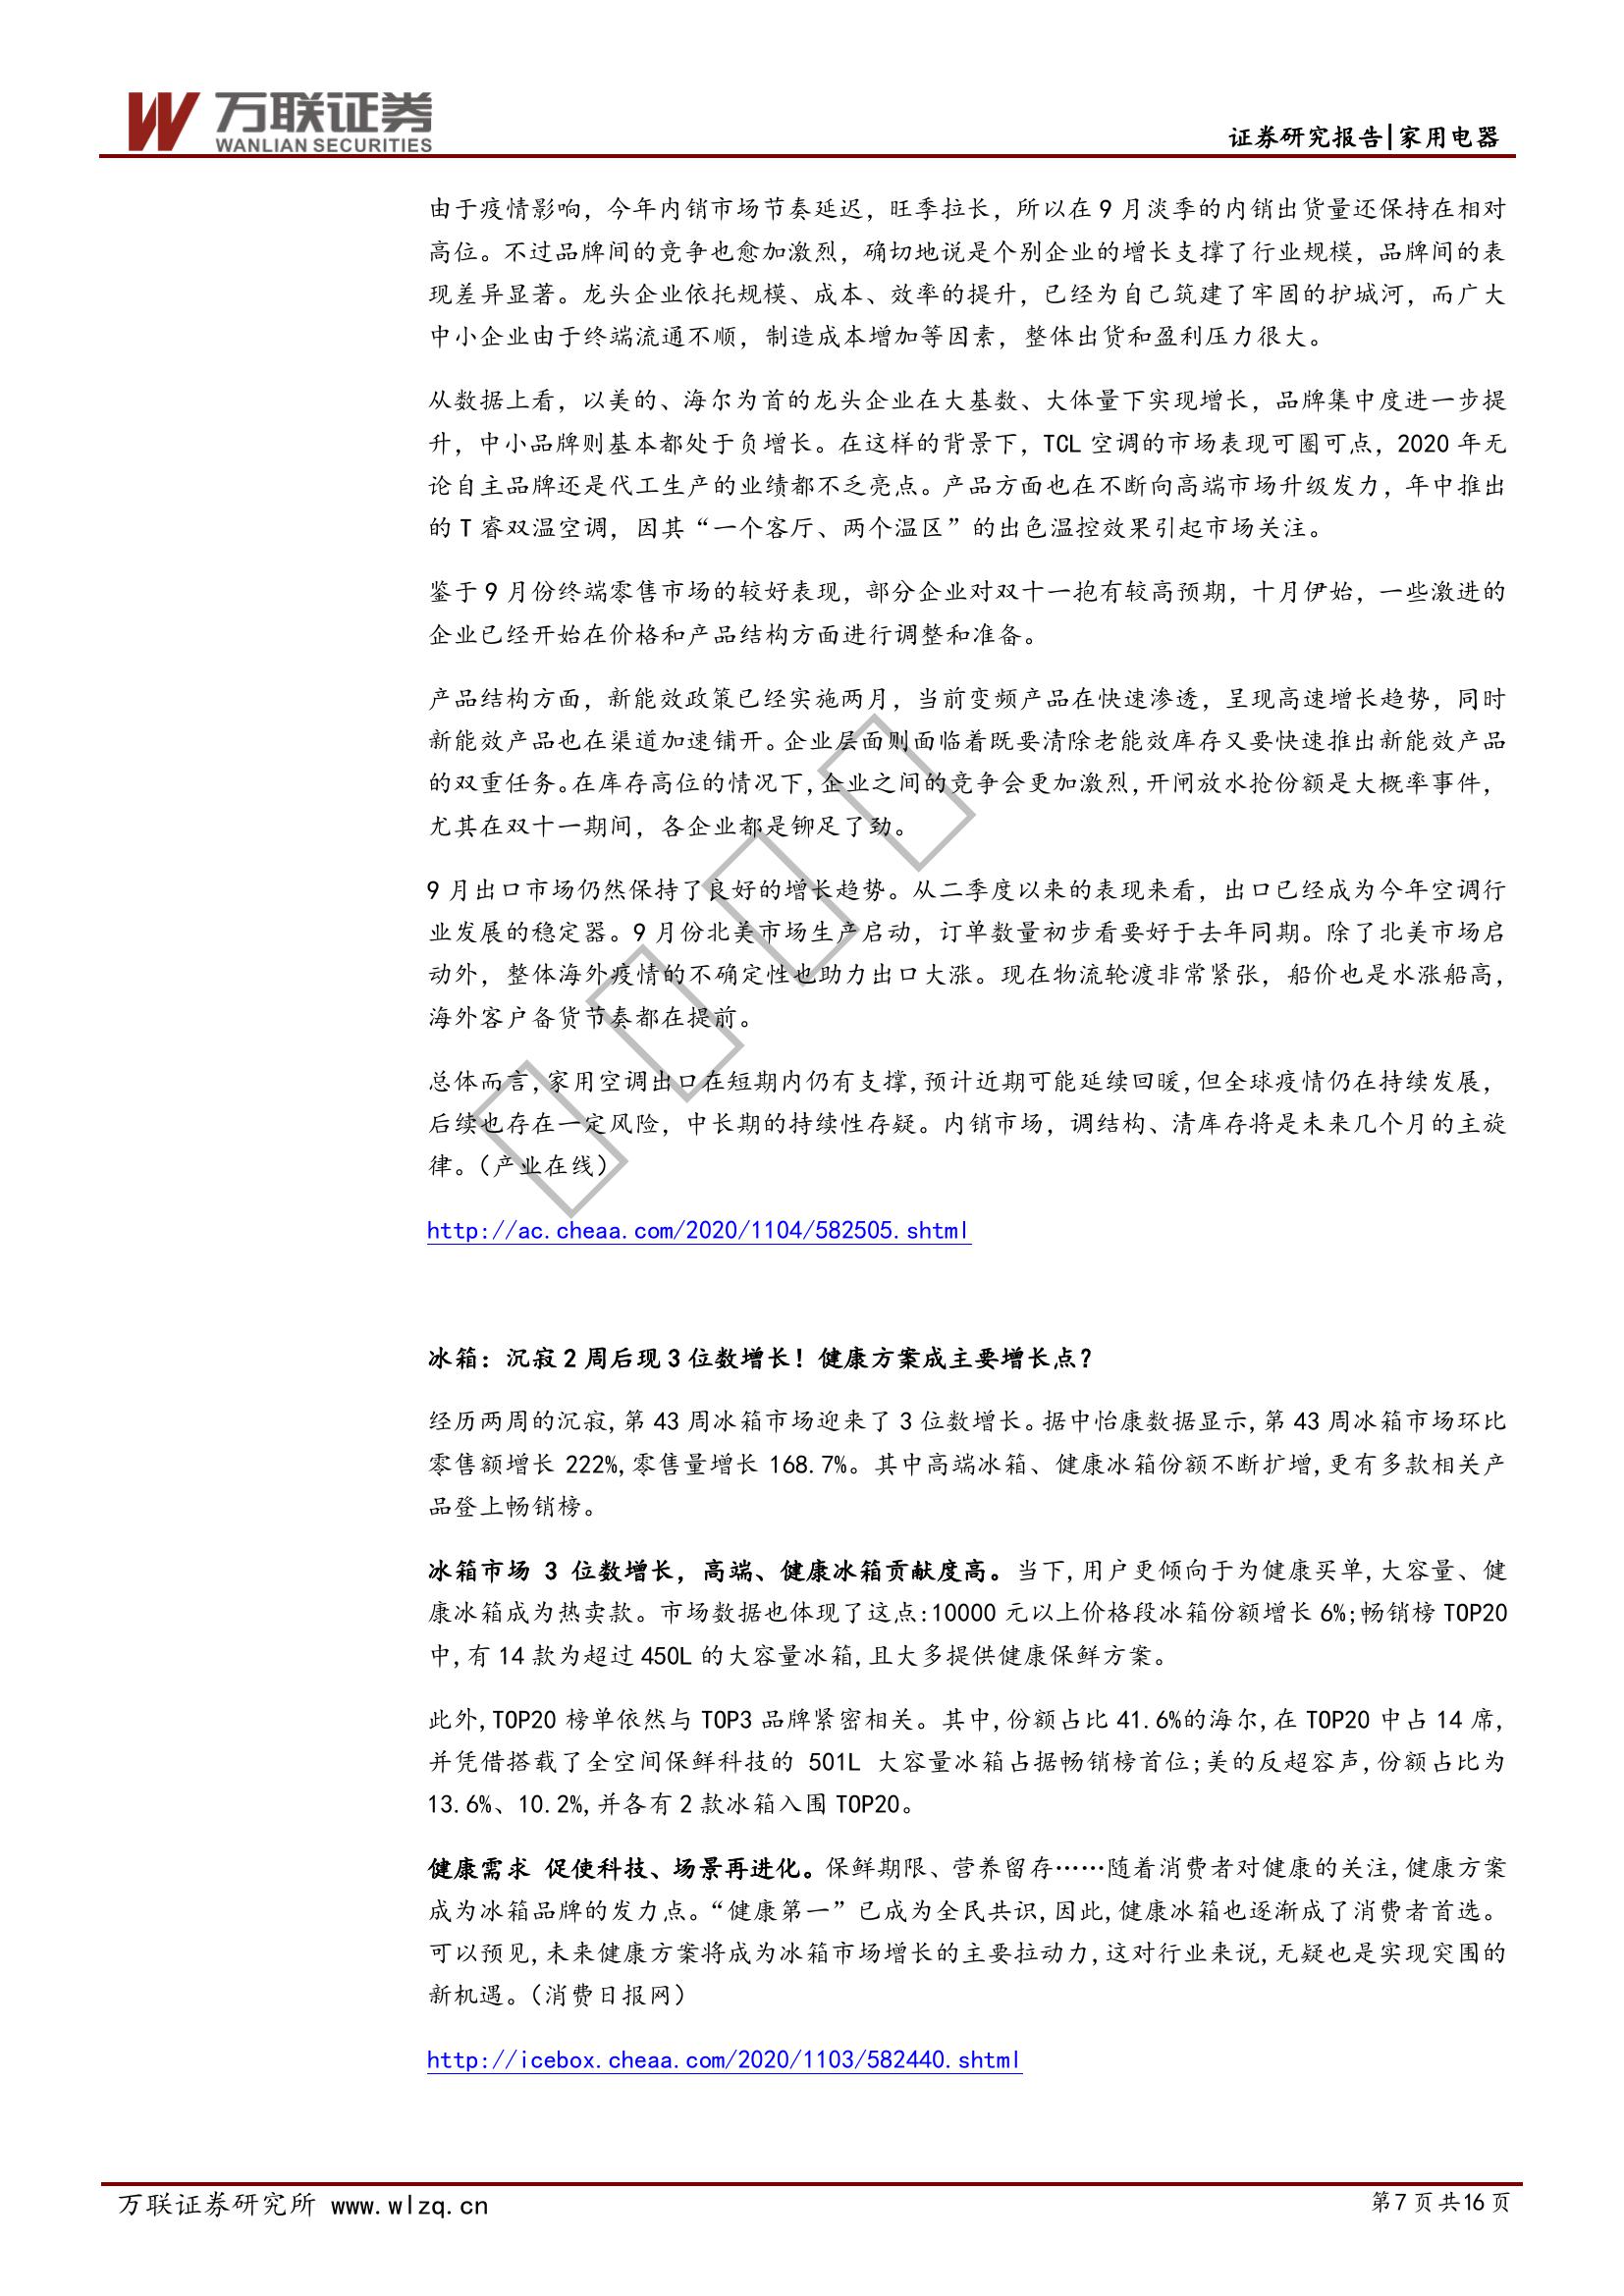 万联证券
WANLIAN SECURITIES
证券研究报告|家用电器
由于疫情影响，今年内销市场节奏延迟，旺季拉长，所以在 9 月淡季的内销出货量还保持在相对
高位。不过品牌间的竞争也愈加激烈，确切地说是个别企业的增长支撑了行业规模，品牌间的表
现差异显著。龙头企业依托规模、成本、效率的提升，已经为自己筑建了牢固的护城河，而广大
中小企业由于终端流通不顺，制造成本增加等因素，整体出货和盈利压力很大。
从数据上看，以美的、海尔为首的龙头企业在大基数、大体量下实现增长，品牌集中度进一步提
升，中小品牌则基本都处于负增长。在这样的背景下，TCL 空调的市场表现可圈可点，2020 年无
论自主品牌还是代工生产的业绩都不乏亮点。产品方面也在不断向高端市场升级发力，年中推出
的 T 睿双温空调，因其“一个客厅、两个温区”的出色温控效果引起市场关注。
鉴于 9 月份终端零售市场的较好表现，部分企业对双十一抱有较高预期，十月伊始，一些激进的
企业已经开始在价格和产品结构方面进行调整和准备。
产品结构方面，新能效政策已经实施两月，当前变频产品在快速渗透，呈现高速增长趋势，同时
新能效产品也在渠道加速铺开。企业层面则面临着既要清除老能效库存又要快速推出新能效产品
的双重任务。在库存高位的情况下,企业之间的竞争会更加激烈,开闸放水抢份额是大概率事件，
尤其在双十一期间，各企业都是铆足了劲。
9 月出口市场仍然保持了良好的增长趋势。从二季度以来的表现来看，出口已经成为今年空调行
业发展的稳定器。9 月份北美市场生产启动，订单数量初步看要好于去年同期。除了北美市场启
动外，整体海外疫情的不确定性也助力出口大涨。现在物流轮渡非常紧张，船价也是水涨船高，
海外客户备货节奏都在提前。
总体而言,家用空调出口在短期内仍有支撑,预计近期可能延续回暖,但全球疫情仍在持续发展，
后续也存在一定风险，中长期的持续性存疑。内销市场，调结构、清库存将是未来几个月的主旋
律。（产业在线）
http://ac.cheaa.com/2020/1104/582505.shtml
冰箱：沉寂 2 周后现 3 位数增长！健康方案成主要增长点？
经历两周的沉寂,第 43 周冰箱市场迎来了 3 位数增长。据中怡康数据显示,第 43 周冰箱市场环比
零售额增长 222%,零售量增长 168.7%。其中高端冰箱、健康冰箱份额不断扩增,更有多款相关产
品登上畅销榜。
冰箱市场 3 位数增长，高端、健康冰箱贡献度高。当下,用户更倾向于为健康买单,大容量、健
康冰箱成为热卖款。市场数据也体现了这点:10000 元以上价格段冰箱份额增长 6%;畅销榜 TOP20
中,有 14 款为超过 450L 的大容量冰箱,且大多提供健康保鲜方案。
此外,TOP20 榜单依然与 TOP3 品牌紧密相关。其中,份额占比 41.6%的海尔,在 TOP20 中占 14 席,
并凭借搭载了全空间保鲜科技的 501L 大容量冰箱占据畅销榜首位;美的反超容声,份额占比为
13.6%、10.2%,并各有 2 款冰箱入围 TOP20。
健康需求 促使科技、场景再进化。保鲜期限、营养留存……随着消费者对健康的关注,健康方案
成为冰箱品牌的发力点。“健康第一”已成为全民共识,因此,健康冰箱也逐渐成了消费者首选。
可以预见,未来健康方案将成为冰箱市场增长的主要拉动力,这对行业来说,无疑也是实现突围的
新机遇。（消费日报网）
http://icebox.cheaa.com/2020/1103/582440.shtml
万联证券研究所 www.wlzq.cn
第 7 页 共 16 页